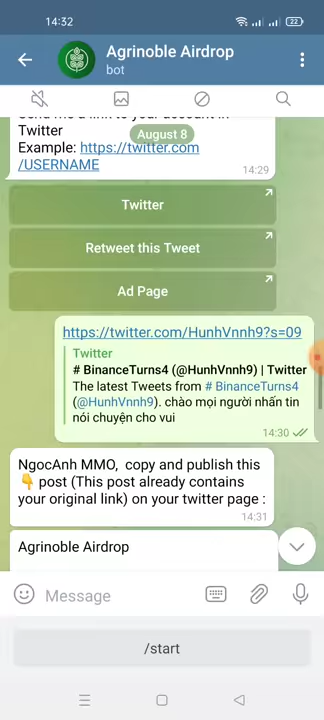 14:32
22
Agrinoble Airdrop
bot
Send me a link to your account in
Twitter
August 8
Example: https://twitter.com
/USERNAME
14:29
Twitter
Retweet this Tweet
Ad Page
https://twitter.com/HunhVnnh9?s=09
Twitter
# BinanceTurns4 (@HunhVnnh9) | Twitter
The latest Tweets from # BinanceTurns4
(@HunhVnnh9). chào mọi người nhấn tin
nói chuyện cho vui
14:30
NgocAnh MMO, copy and publish this
👇 post (This post already contains
your original link) on your twitter page :
14:31
Agrinoble Airdrop
Message
/start